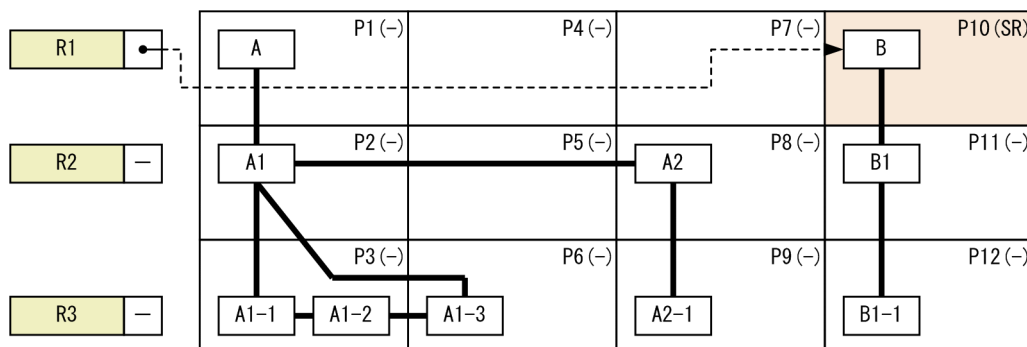 P1(-) P4(-) P7(-) P10(SR)
R1 A B
P2(-) P5(-) P8(-) P11(-)
R2 — A1 A2 B1
P3(-) P6(-) P9(-) P12(-)
R3 — A1-1 A1-2 A1-3 A2-1 B1-1